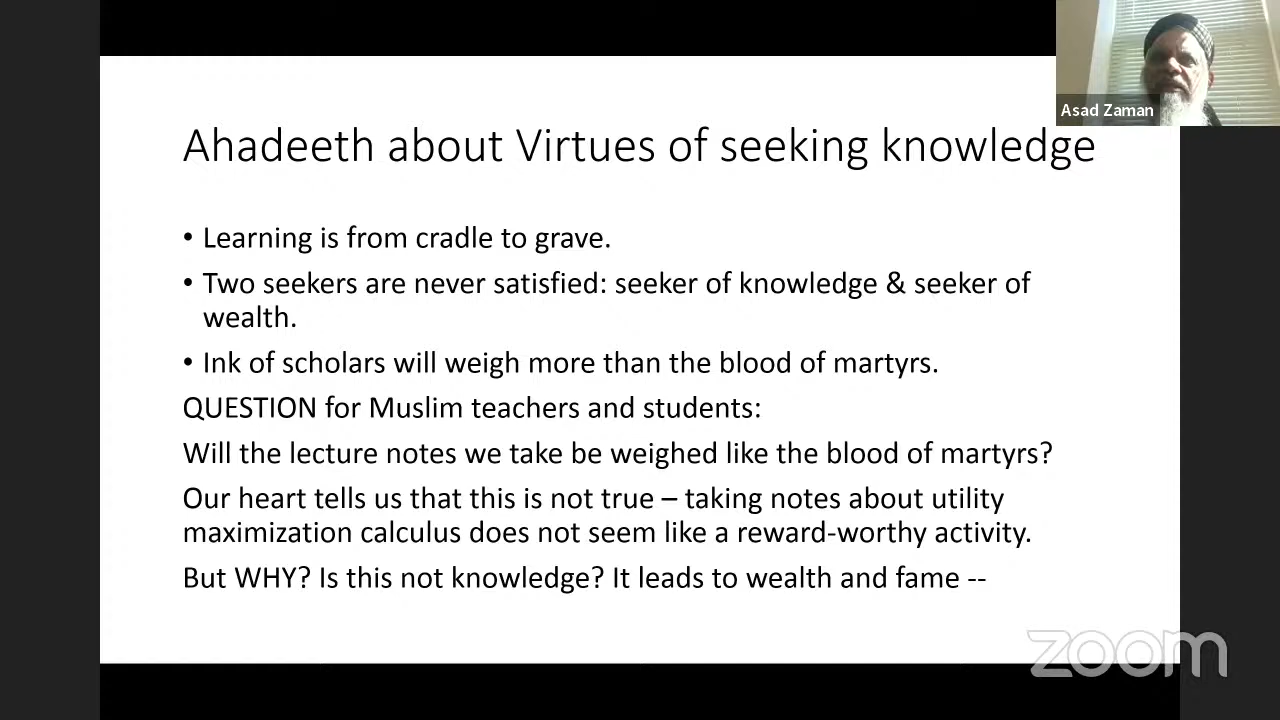 Asad Zaman
Ahadeeth about Virtues of seeking knowledge
• Learning is from cradle to grave.
• Two seekers are never satisfied: seeker of knowledge & seeker of
wealth.
• Ink of scholars will weigh more than the blood of martyrs.
QUESTION for Muslim teachers and students:
Will the lecture notes we take be weighed like the blood of martyrs?
Our heart tells us that this is not true – taking notes about utility
maximization calculus does not seem like a reward-worthy activity.
But WHY? Is this not knowledge? It leads to wealth and fame --
zoom